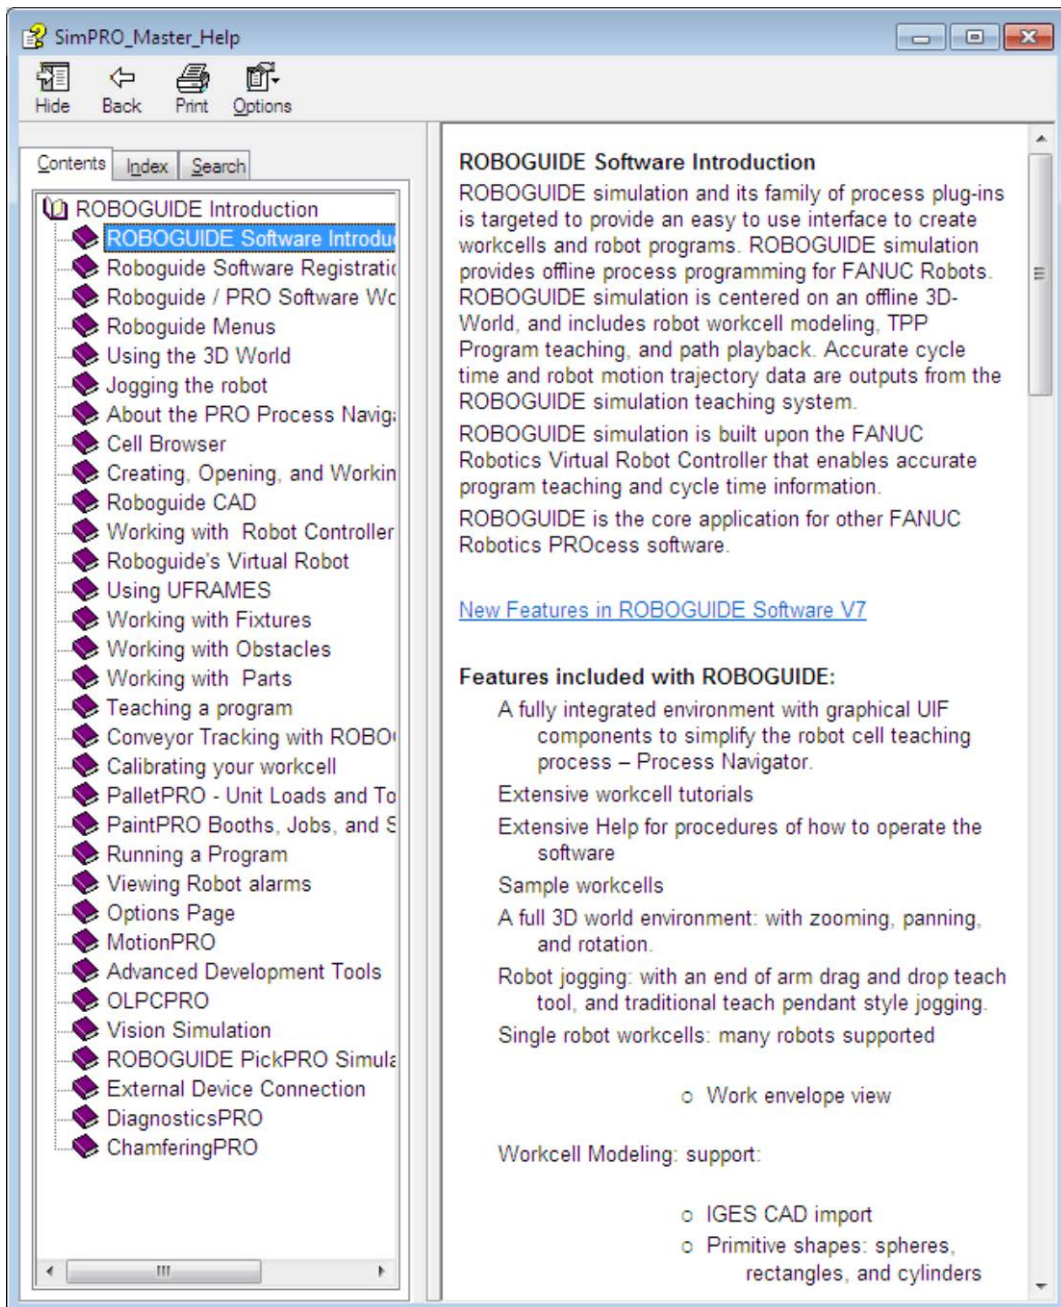 SimPRO_Master_Help
Hide Back Print Options
Contents Index Search
ROBOGUIDE Introduction
ROBOGUIDE Software Introdu
Roboguide Software Registratio
Roboguide / PRO Software Wo
Roboguide Menus
Using the 3D World
Jogging the robot
About the PRO Process Naviga
Cell Browser
Creating, Opening, and Workin
Roboguide CAD
Working with Robot Controller
Roboguide's Virtual Robot
Using UFRAMES
Working with Fixtures
Working with Obstacles
Working with Parts
Teaching a program
Conveyor Tracking with ROBO
Calibrating your workcell
PalletPRO - Unit Loads and To
PaintPRO Booths, Jobs, and S
Running a Program
Viewing Robot alarms
Options Page
MotionPRO
Advanced Development Tools
OLPCPRO
Vision Simulation
ROBOGUIDE PickPRO Simula
External Device Connection
DiagnosticsPRO
ChamferingPRO
ROBOGUIDE Software Introduction
ROBOGUIDE simulation and its family of process plug-ins
is targeted to provide an easy to use interface to create
workcells and robot programs. ROBOGUIDE simulation
provides offline process programming for FANUC Robots.
ROBOGUIDE simulation is centered on an offline 3D-
World, and includes robot workcell modeling, TPP
Program teaching, and path playback. Accurate cycle
time and robot motion trajectory data are outputs from the
ROBOGUIDE simulation teaching system.
ROBOGUIDE simulation is built upon the FANUC
Robotics Virtual Robot Controller that enables accurate
program teaching and cycle time information.
ROBOGUIDE is the core application for other FANUC
Robotics PROcess software.
New Features in ROBOGUIDE Software V7
Features included with ROBOGUIDE:
A fully integrated environment with graphical UIF
components to simplify the robot cell teaching
process – Process Navigator.
Extensive workcell tutorials
Extensive Help for procedures of how to operate the
software
Sample workcells
A full 3D world environment: with zooming, panning,
and rotation.
Robot jogging: with an end of arm drag and drop teach
tool, and traditional teach pendant style jogging.
Single robot workcells: many robots supported
o Work envelope view
Workcell Modeling: support:
o IGES CAD import
o Primitive shapes: spheres,
rectangles, and cylinders